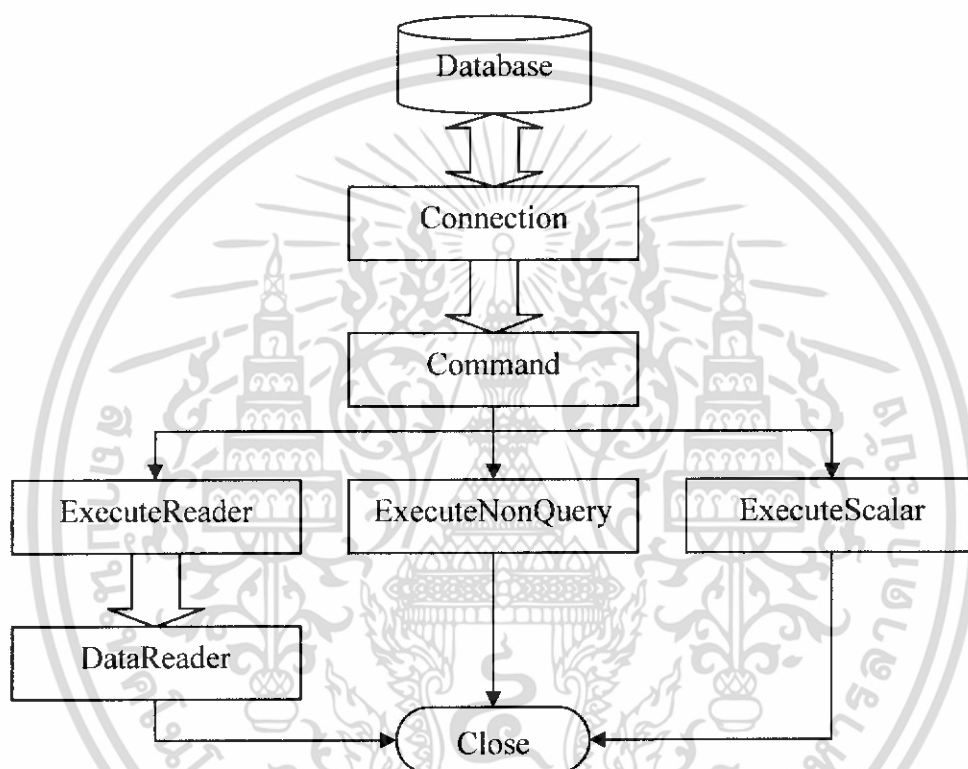 Database
Connection
Command
ExecuteReader
ExecuteNonQuery
ExecuteScalar
DataReader
Close